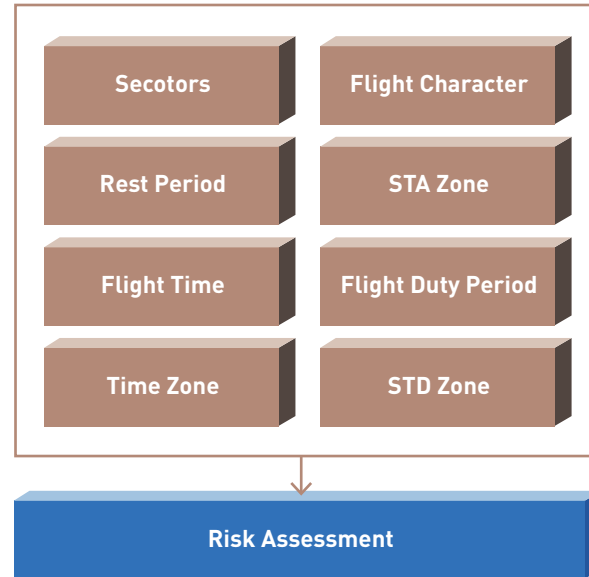 Secotors
Flight Character
Rest Period
STA Zone
Flight Time
Flight Duty Period
Time Zone
STD Zone
Risk Assessment